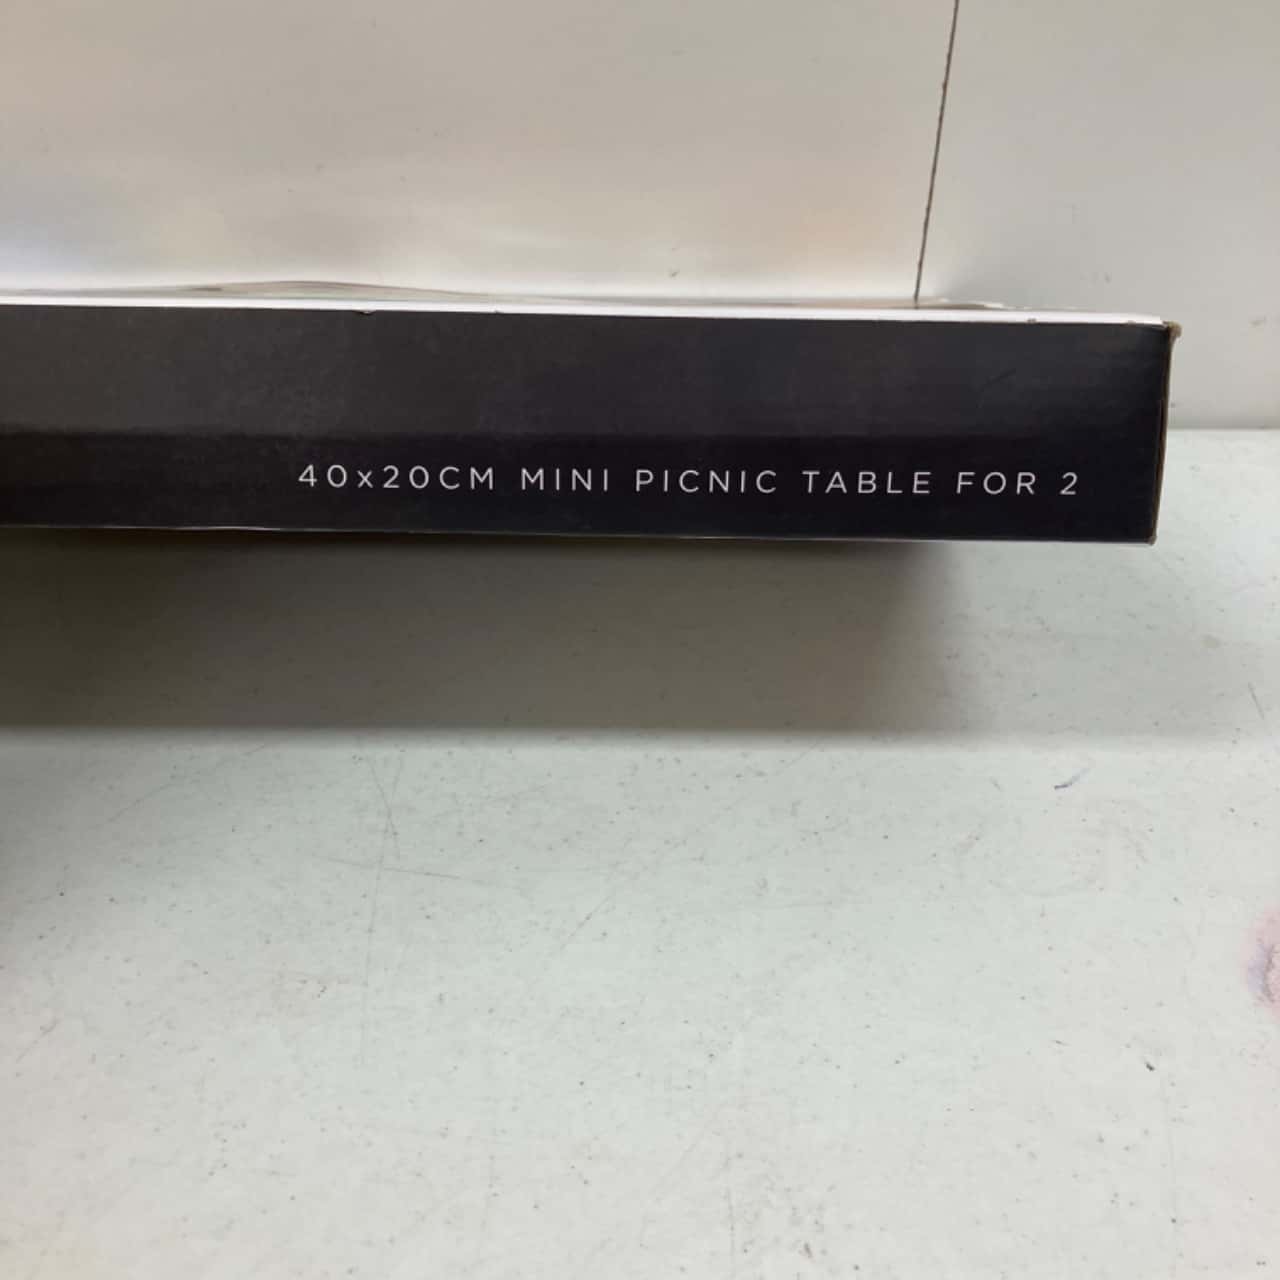 40x20CM MINI PICNIC TABLE FOR 2